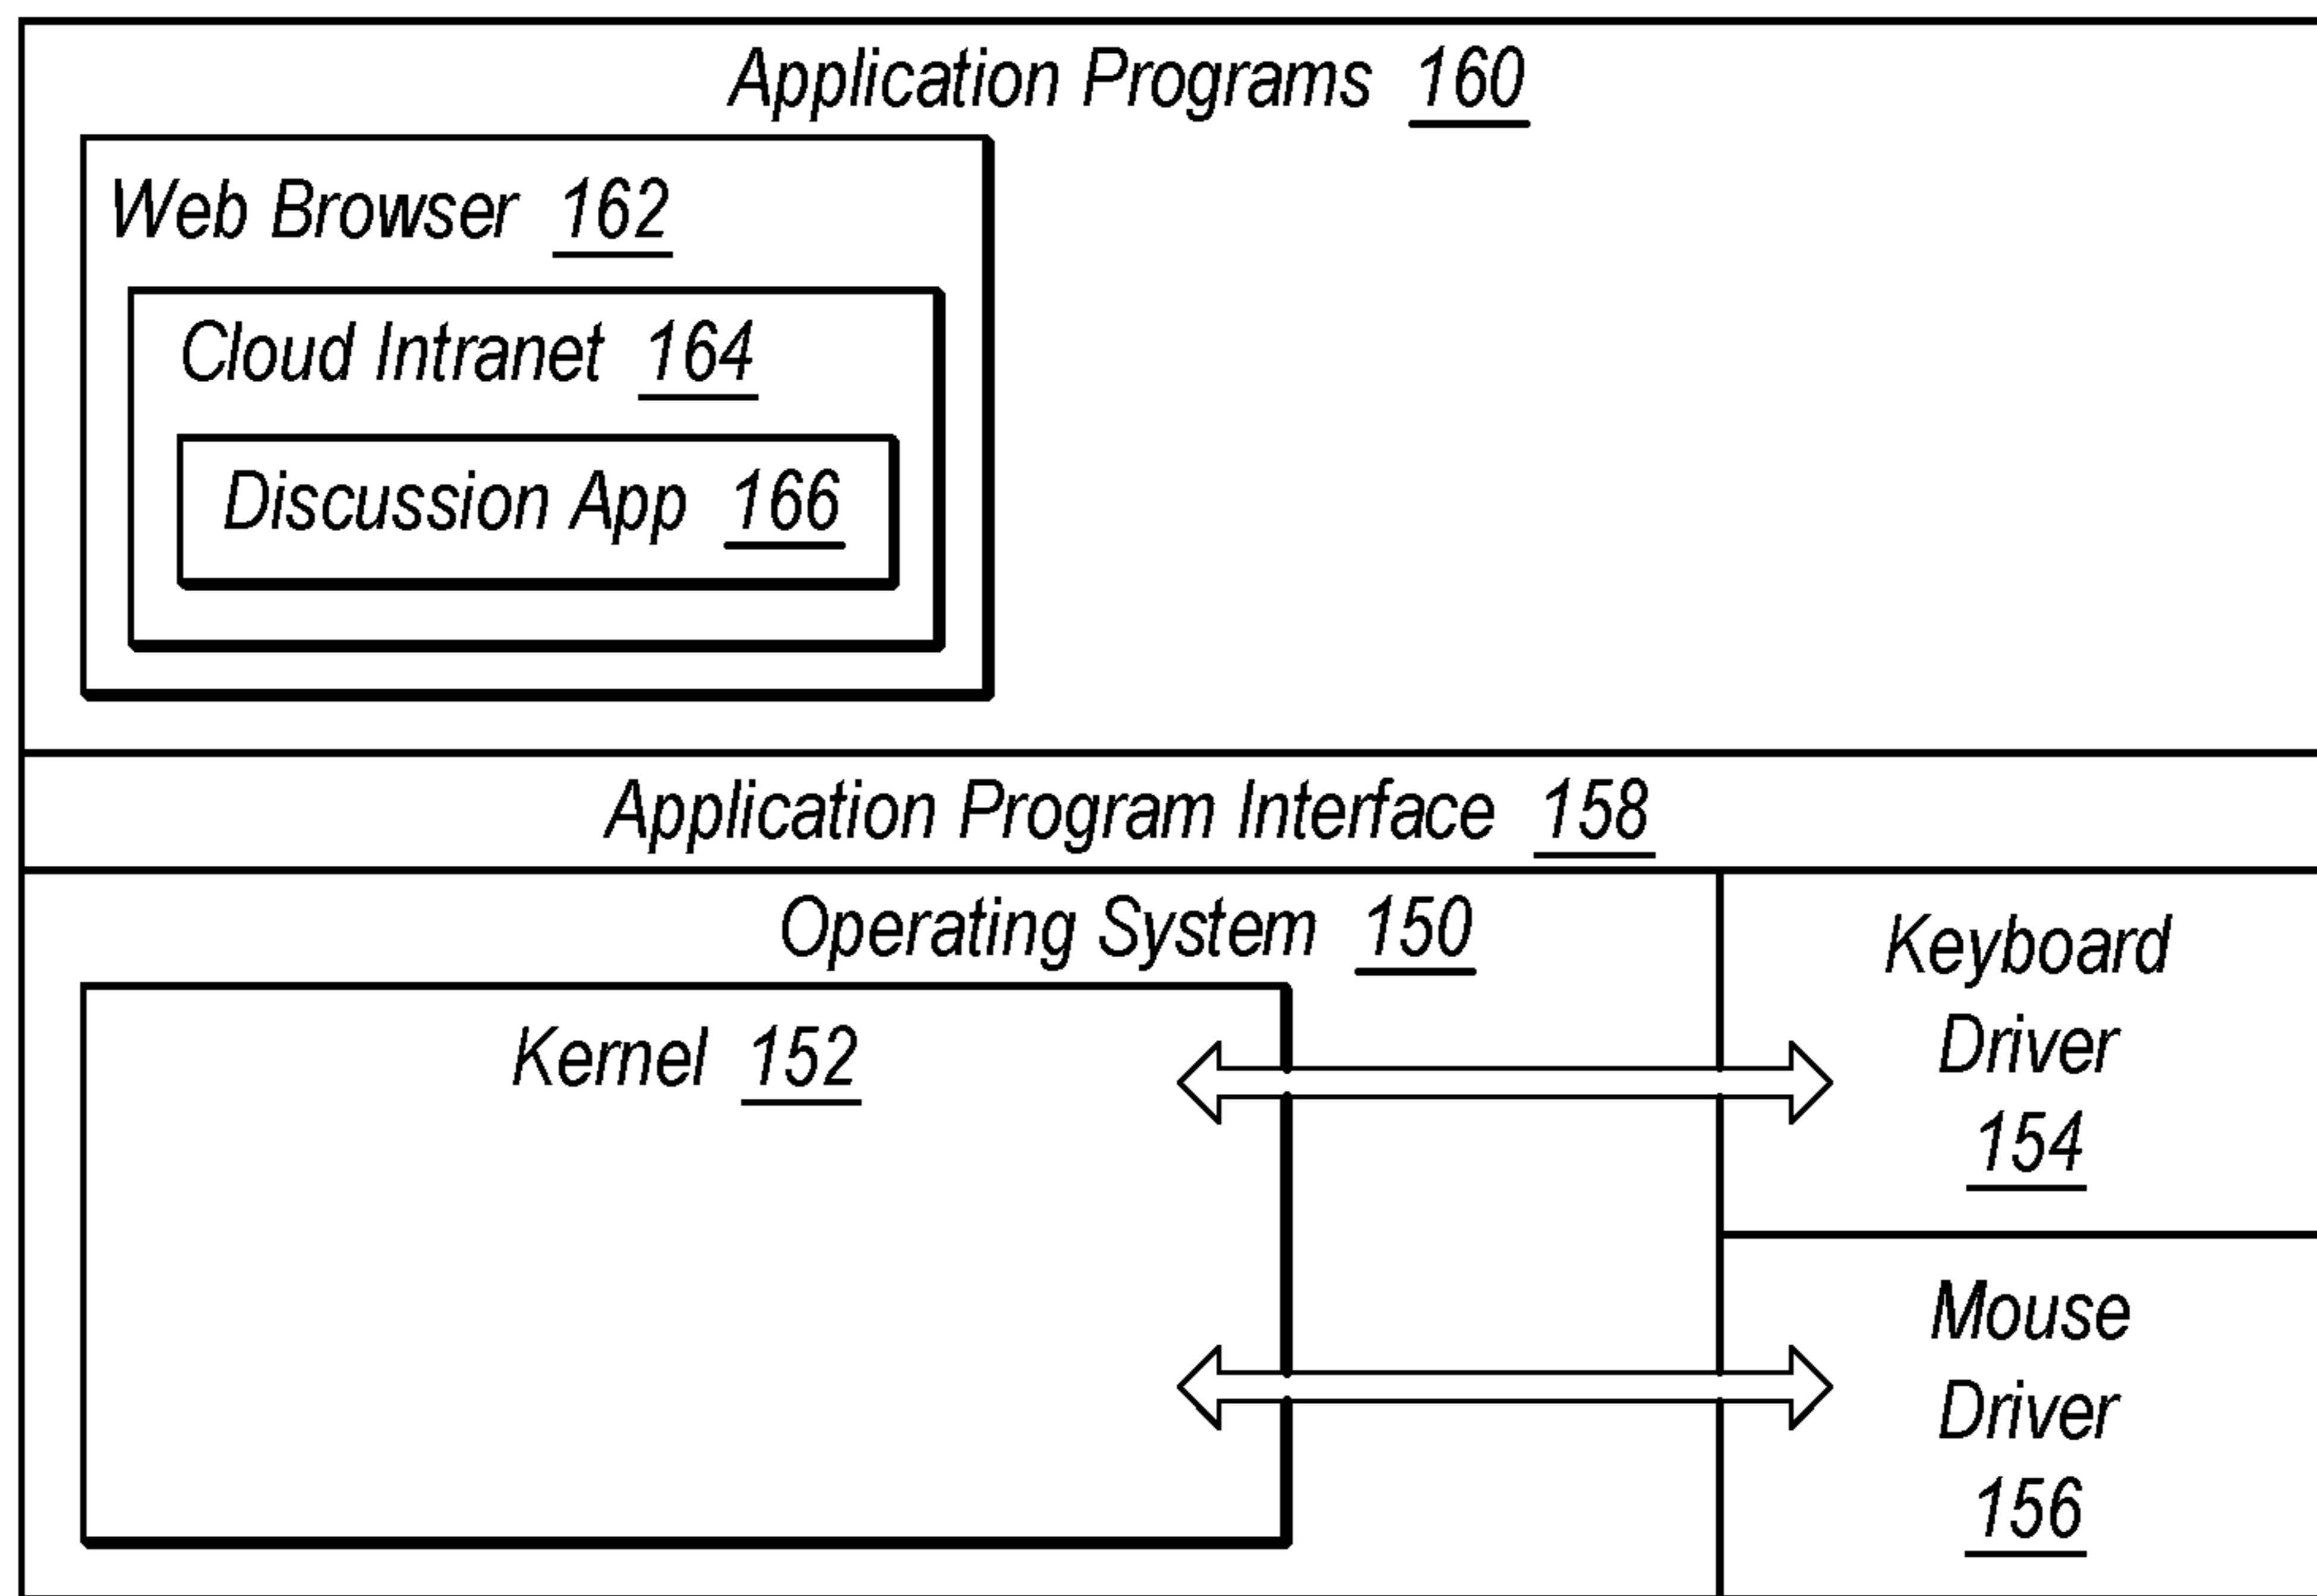 Application Programs 160
Web Browser 162
Cloud Intranet 164
Discussion App 166
Application Program Interface 158
Operating System 150
Kernel 152
Keyboard
Driver
154
Mouse
Driver
156